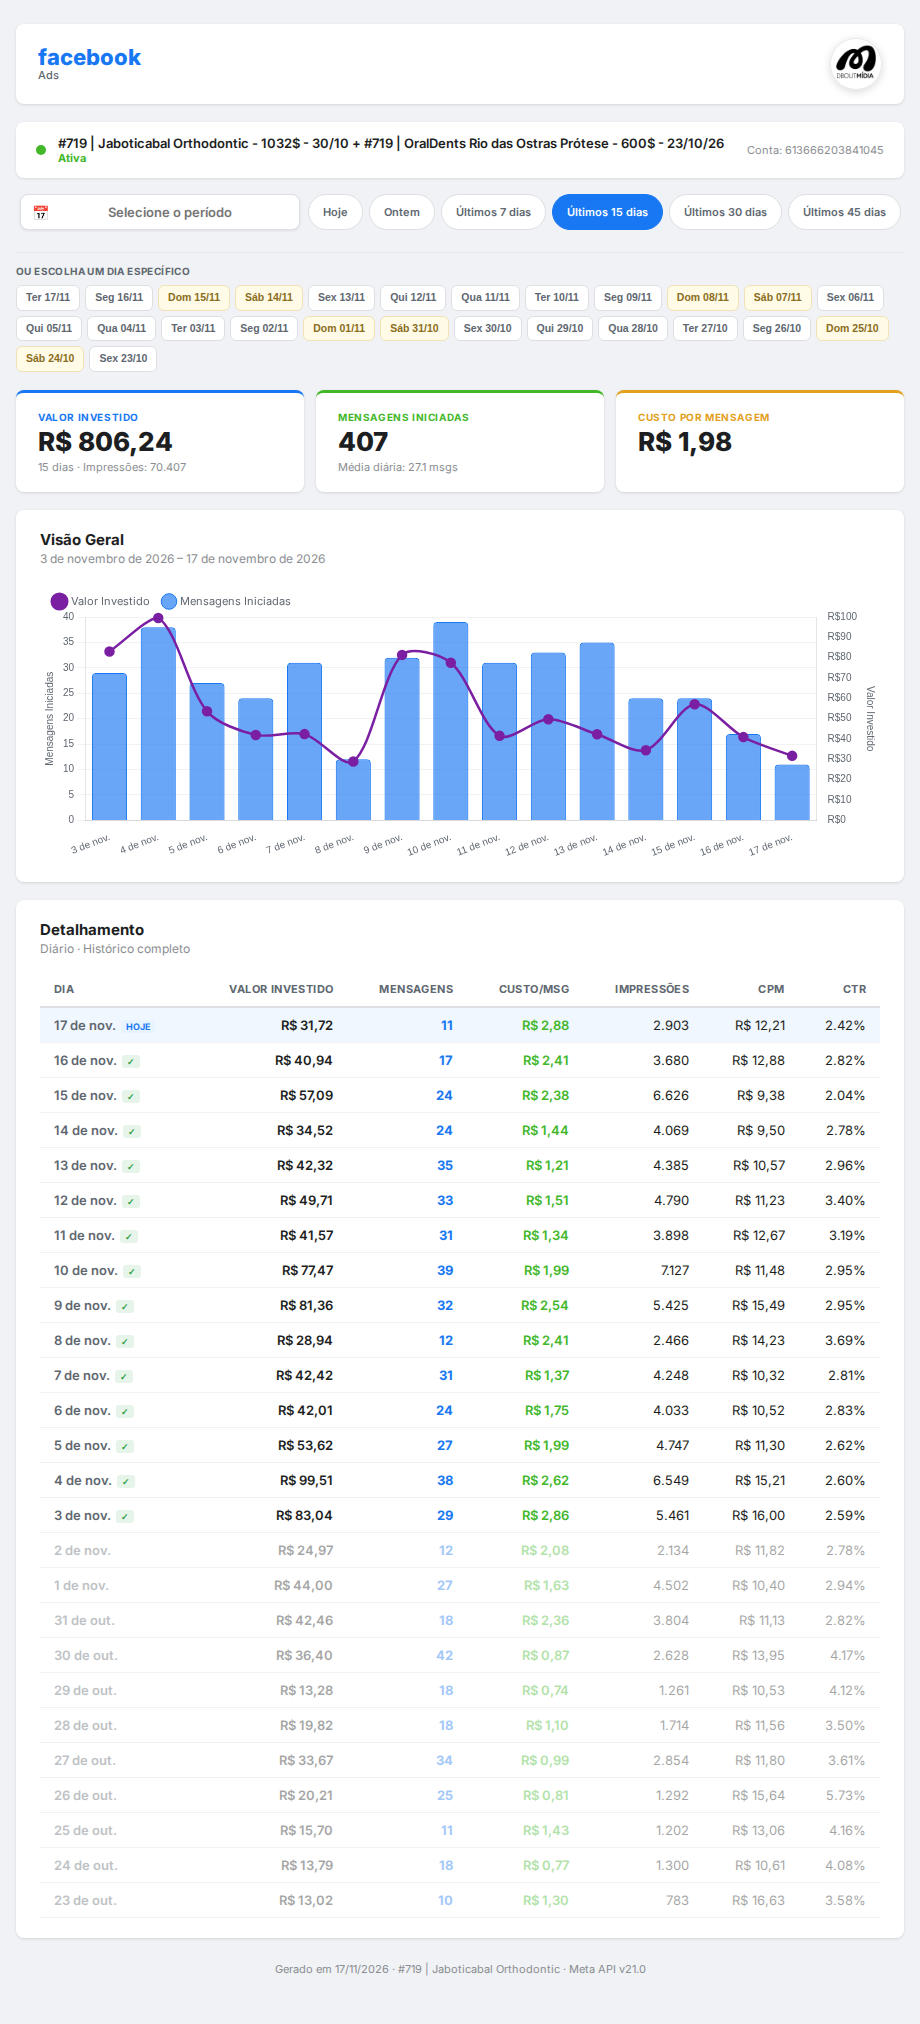 facebook
Ads
DBOUTMÍDIA
#719 | Jaboticabal Orthodontic - 1032$ - 30/10 + #719 | OralDents Rio das Ostras Prótese - 600$ - 23/10/26
Ativa
Conta: 613666203841045
📅 Selecione o período Hoje Ontem Últimos 7 dias Últimos 15 dias Últimos 30 dias Últimos 45 dias
OU ESCOLHA UM DIA ESPECÍFICO
Ter 17/11 Seg 16/11 Dom 15/11 Sáb 14/11 Sex 13/11 Qui 12/11 Qua 11/11 Ter 10/11 Seg 09/11 Dom 08/11 Sáb 07/11 Sex 06/11
Qui 05/11 Qua 04/11 Ter 03/11 Seg 02/11 Dom 01/11 Sáb 31/10 Sex 30/10 Qui 29/10 Qua 28/10 Ter 27/10 Seg 26/10 Dom 25/10
Sáb 24/10 Sex 23/10
VALOR INVESTIDO
R$ 806,24
15 dias · Impressões: 70.407
MENSAGENS INICIADAS
407
Média diária: 27.1 msgs
CUSTO POR MENSAGEM
R$ 1,98
Visão Geral
3 de novembro de 2026 – 17 de novembro de 2026
Valor Investido Mensagens Iniciadas
Mensagens Iniciadas
40
35
30
25
20
15
10
5
0
R$100
R$90
R$80
R$70
R$60
R$50
R$40
R$30
R$20
R$10
R$0
Valor Investido
3 de nov. 4 de nov. 5 de nov. 6 de nov. 7 de nov. 8 de nov. 9 de nov. 10 de nov. 11 de nov. 12 de nov. 13 de nov. 14 de nov. 15 de nov. 16 de nov. 17 de nov.
Detalhamento
Diário · Histórico completo
DIA VALOR INVESTIDO MENSAGENS CUSTO/MSG IMPRESSÕES CPM CTR
17 de nov. HOJE R$ 31,72 11 R$ 2,88 2.903 R$ 12,21 2.42%
16 de nov. ✓ R$ 40,94 17 R$ 2,41 3.680 R$ 12,88 2.82%
15 de nov. ✓ R$ 57,09 24 R$ 2,38 6.626 R$ 9,38 2.04%
14 de nov. ✓ R$ 34,52 24 R$ 1,44 4.069 R$ 9,50 2.78%
13 de nov. ✓ R$ 42,32 35 R$ 1,21 4.385 R$ 10,57 2.96%
12 de nov. ✓ R$ 49,71 33 R$ 1,51 4.790 R$ 11,23 3.40%
11 de nov. ✓ R$ 41,57 31 R$ 1,34 3.898 R$ 12,67 3.19%
10 de nov. ✓ R$ 77,47 39 R$ 1,99 7.127 R$ 11,48 2.95%
9 de nov. ✓ R$ 81,36 32 R$ 2,54 5.425 R$ 15,49 2.95%
8 de nov. ✓ R$ 28,94 12 R$ 2,41 2.466 R$ 14,23 3.69%
7 de nov. ✓ R$ 42,42 31 R$ 1,37 4.248 R$ 10,32 2.81%
6 de nov. ✓ R$ 42,01 24 R$ 1,75 4.033 R$ 10,52 2.83%
5 de nov. ✓ R$ 53,62 27 R$ 1,99 4.747 R$ 11,30 2.62%
4 de nov. ✓ R$ 99,51 38 R$ 2,62 6.549 R$ 15,21 2.60%
3 de nov. ✓ R$ 83,04 29 R$ 2,86 5.461 R$ 16,00 2.59%
2 de nov. R$ 24,97 12 R$ 2,08 2.134 R$ 11,82 2.78%
1 de nov. R$ 44,00 27 R$ 1,63 4.502 R$ 10,40 2.94%
31 de out. R$ 42,46 18 R$ 2,36 3.804 R$ 11,13 2.82%
30 de out. R$ 36,40 42 R$ 0,87 2.628 R$ 13,95 4.17%
29 de out. R$ 13,28 18 R$ 0,74 1.261 R$ 10,53 4.12%
28 de out. R$ 19,82 18 R$ 1,10 1.714 R$ 11,56 3.50%
27 de out. R$ 33,67 34 R$ 0,99 2.854 R$ 11,80 3.61%
26 de out. R$ 20,21 25 R$ 0,81 1.292 R$ 15,64 5.73%
25 de out. R$ 15,70 11 R$ 1,43 1.202 R$ 13,06 4.16%
24 de out. R$ 13,79 18 R$ 0,77 1.300 R$ 10,61 4.08%
23 de out. R$ 13,02 10 R$ 1,30 783 R$ 16,63 3.58%
Gerado em 17/11/2026 · #719 | Jaboticabal Orthodontic · Meta API v21.0